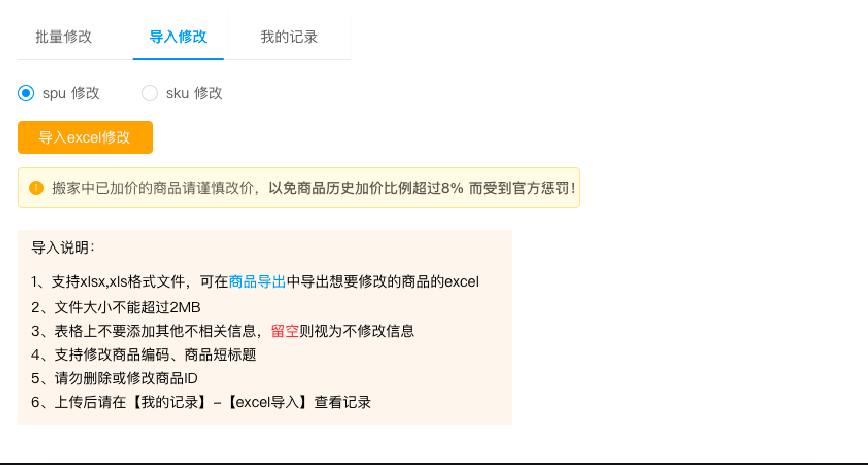 批量修改 导入修改 我的记录
spu 修改 sku 修改
导入excel修改
搬家中已加价的商品请谨慎改价，以免商品历史加价比例超过8% 而受到官方惩罚!
导入说明：
1、支持xlsx,xls格式文件，可在商品导出中导出想要修改的商品的excel
2、文件大小不能超过2MB
3、表格上不要添加其他不相关信息，留空则视为不修改信息
4、支持修改商品编码、商品短标题
5、请勿删除或修改商品ID
6、上传后请在【我的记录】-【excel导入】查看记录